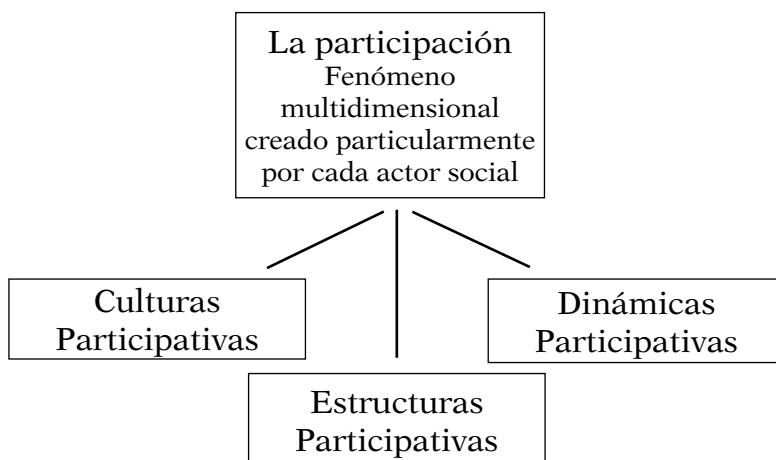 La participación
Fenómeno
multidimensional
creado particularmente
por cada actor social
Culturas
Participativas
Dinámicas
Participativas
Estructuras
Participativas